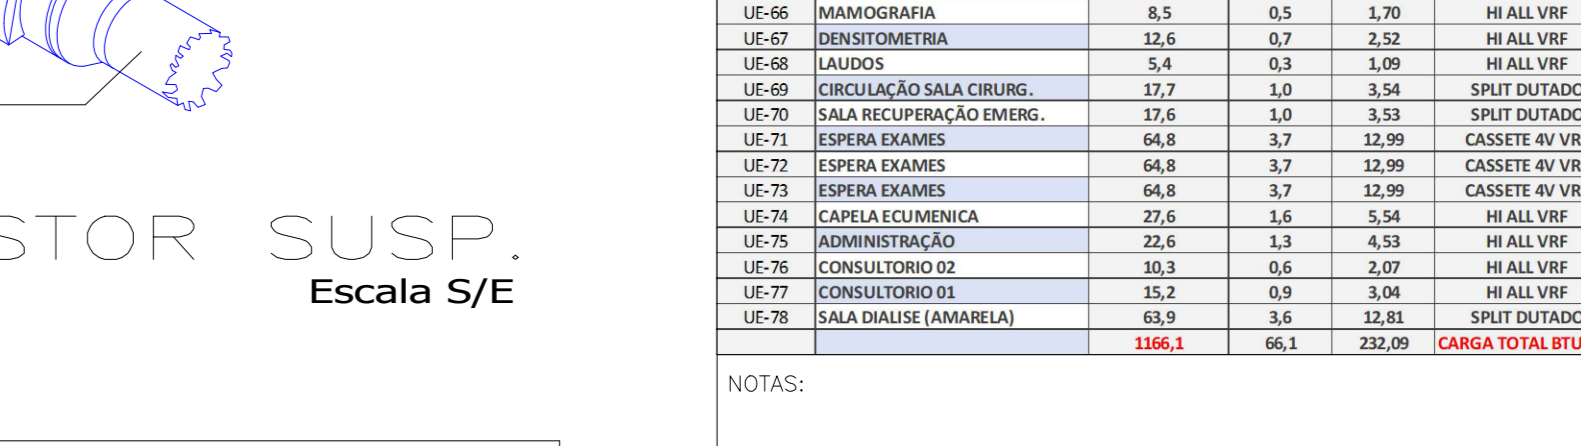 UE-66 MAMOGRAFIA 8,5 0,5 1,70 HI ALL VRF
UE-67 DENSITOMETRIA 12,6 0,7 2,52 HI ALL VRF
UE-68 LAUDOS 5,4 0,3 1,09 HI ALL VRF
UE-69 CIRCULAÇÃO SALA CIRURG. 17,7 1,0 3,54 SPLIT DUTADO
UE-70 SALA RECUPERAÇÃO EMERG. 17,6 1,0 3,53 SPLIT DUTADO
UE-71 ESPERA EXAMES 64,8 3,7 12,99 CASSETE 4V VR
UE-72 ESPERA EXAMES 64,8 3,7 12,99 CASSETE 4V VR
UE-73 ESPERA EXAMES 64,8 3,7 12,99 CASSETE 4V VR
UE-74 CAPELA ECUMENICA 27,6 1,6 5,54 HI ALL VRF
UE-75 ADMINISTRAÇÃO 22,6 1,3 4,53 HI ALL VRF
UE-76 CONSULTORIO 02 10,3 0,6 2,07 HI ALL VRF
UE-77 CONSULTORIO 01 15,2 0,9 3,04 HI ALL VRF
UE-78 SALA DIALISE (AMARELA) 63,9 3,6 12,81 SPLIT DUTADO
1166,1 66,1 232,09 CARGA TOTAL BTU
STOR SUSP.
Escala S/E
NOTAS: